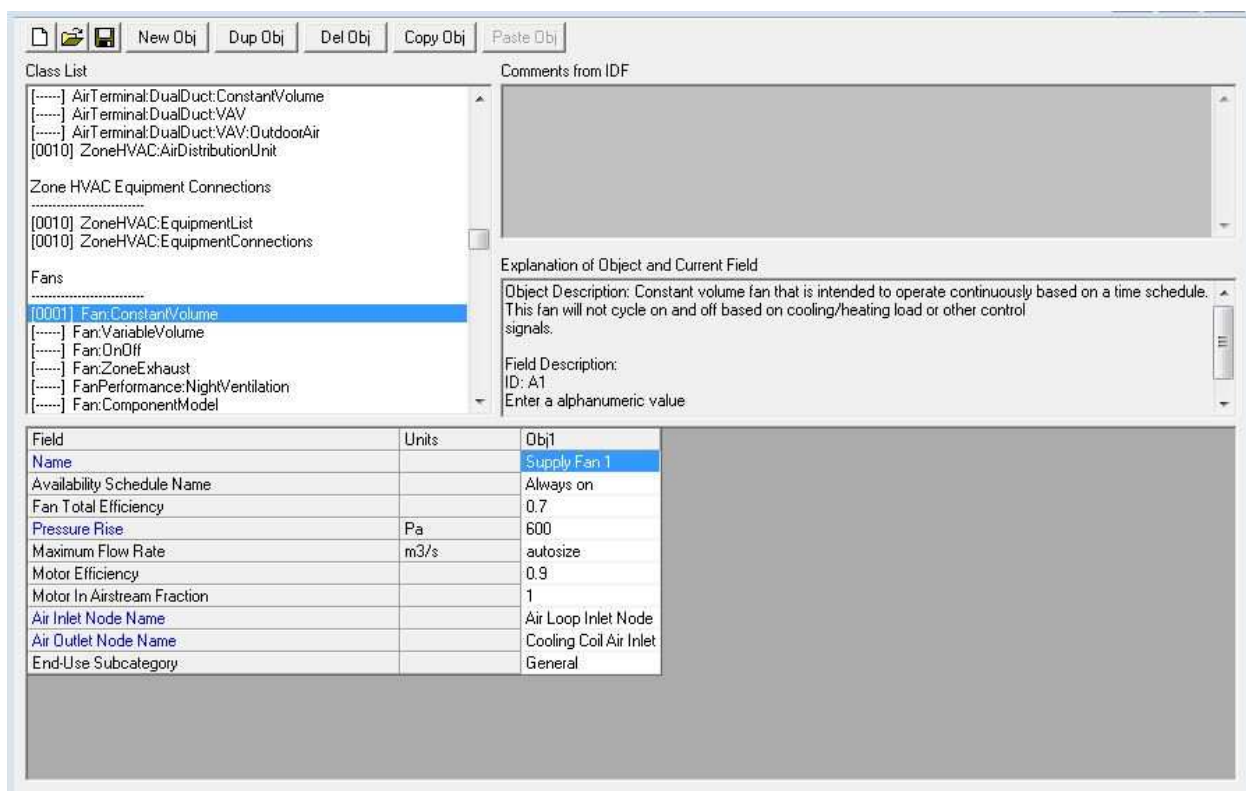 New Obj Dup Obj Del Obj Copy Obj Paste Obj
Class List
[------] AirTerminal:DualDuct:ConstantVolume
[------] AirTerminal:DualDuct:VAV
[------] AirTerminal:DualDuct:VAV:OutdoorAir
[0010] ZoneHVAC:AirDistributionUnit
Zone HVAC Equipment Connections
---------------------------
[0010] ZoneHVAC:EquipmentList
[0010] ZoneHVAC:EquipmentConnections
Fans
---------------------------
[0001] Fan:ConstantVolume
[------] Fan:VariableVolume
[------] Fan:OnOff
[------] Fan:ZoneExhaust
[------] FanPerformance:NightVentilation
[------] Fan:ComponentModel
Comments from IDF
Explanation of Object and Current Field
Object Description: Constant volume fan that is intended to operate continuously based on a time schedule.
This fan will not cycle on and off based on cooling/heating load or other control
signals.
Field Description:
ID: A1
Enter a alphanumeric value
Field Units Obj1
Name Supply Fan 1
Availability Schedule Name Always on
Fan Total Efficiency 0.7
Pressure Rise Pa 600
Maximum Flow Rate m3/s autosize
Motor Efficiency 0.9
Motor In Airstream Fraction 1
Air Inlet Node Name Air Loop Inlet Node
Air Outlet Node Name Cooling Coil Air Inlet
End-Use Subcategory General